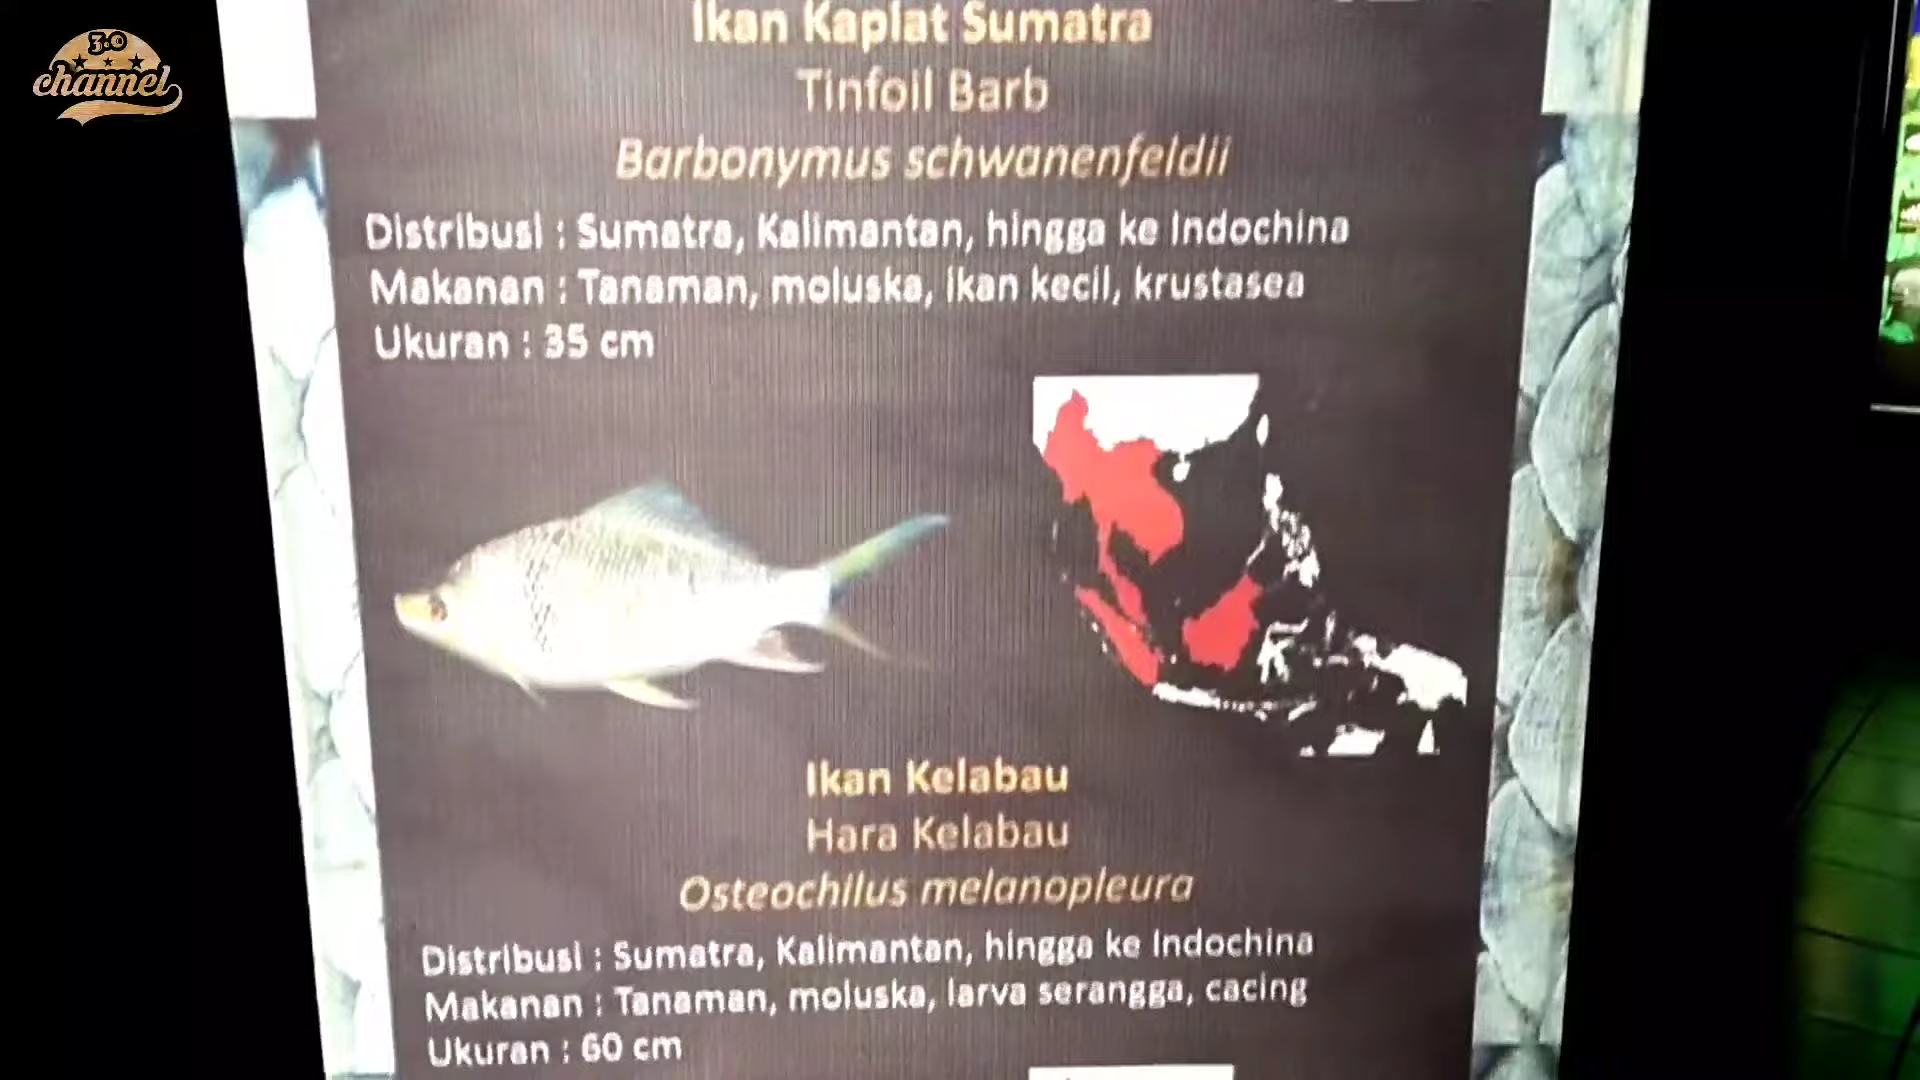 3.0
channel
Ikan Kapiat Sumatra
Tinfoil Barb
Barbonymus schwanenfeldii
Distribusi : Sumatra, Kalimantan, hingga ke Indochina
Makanan : Tanaman, moluska, ikan kecil, krustasea
Ukuran : 35 cm
Ikan Kelabau
Hara Kelabau
Osteochilus melanopleura
Distribusi : Sumatra, Kalimantan, hingga ke Indochina
Makanan : Tanaman, moluska, larva serangga, cacing
Ukuran : 60 cm